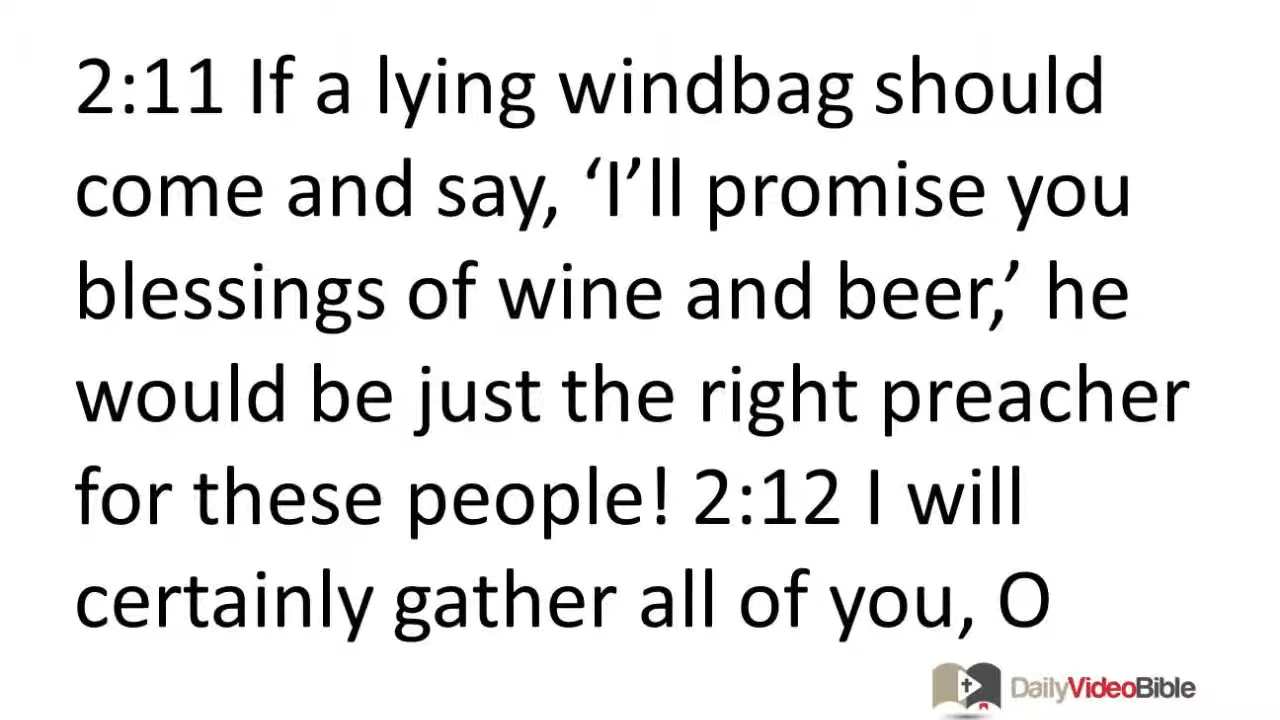 2:11 If a lying windbag should
come and say, ‘I’ll promise you
blessings of wine and beer,’ he
would be just the right preacher
for these people! 2:12 I will
certainly gather all of you, O
DailyVideoBible